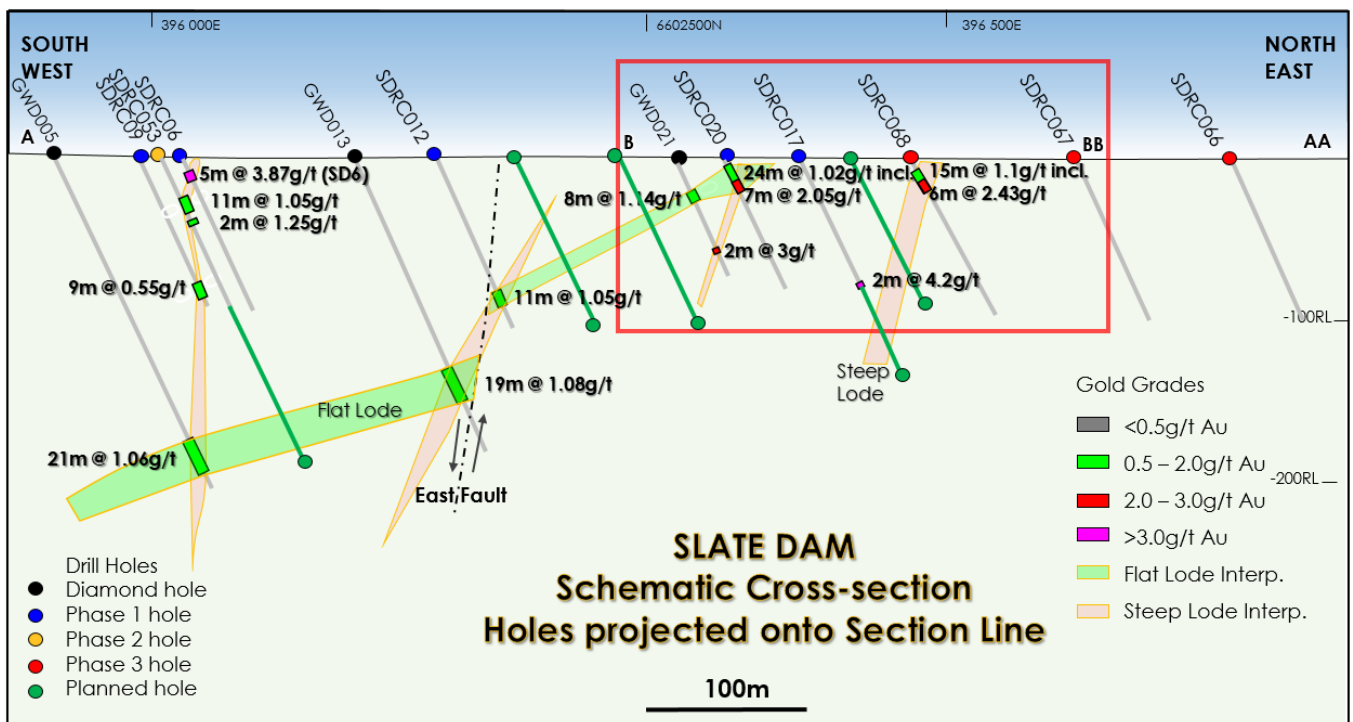 396 000E
6602500N
396 500E
SOUTH
WEST
NORTH
EAST
A
GWD005
SDRC09
SDRC053
SDRC06
GWD013
SDRC012
B
GWD021
SDRC020
SDRC017
SDRC068
SDRC067
BB
SDRC066
AA
5m @ 3.87g/t (SD6)
11m @ 1.05g/t
2m @ 1.25g/t
9m @ 0.55g/t
21m @ 1.06g/t
Flat Lode
19m @ 1.08g/t
East Fault
11m @ 1.05g/t
8m @ 1.14g/t
24m @ 1.02g/t incl.
7m @ 2.05g/t
2m @ 3g/t
15m @ 1.1g/t incl.
6m @ 2.43g/t
2m @ 4.2g/t
Steep
Lode
-100RL
-200RL
Gold Grades
<0.5g/t Au
0.5 – 2.0g/t Au
2.0 – 3.0g/t Au
>3.0g/t Au
Flat Lode Interp.
Steep Lode Interp.
Drill Holes
Diamond hole
Phase 1 hole
Phase 2 hole
Phase 3 hole
Planned hole
SLATE DAM
Schematic Cross-section
Holes projected onto Section Line
100m